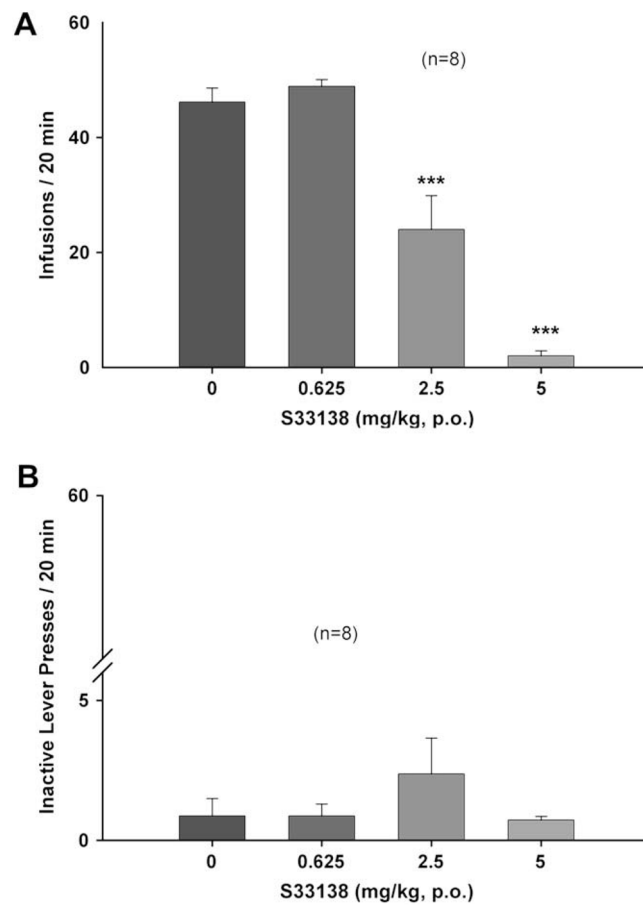 A
60
(n=8)
Infusions / 20 min
40
***
20
***
0
0 0.625 2.5 5
S33138 (mg/kg, p.o.)
B
60
Inactive Lever Presses / 20 min
(n=8)
5
0
0 0.625 2.5 5
S33138 (mg/kg, p.o.)